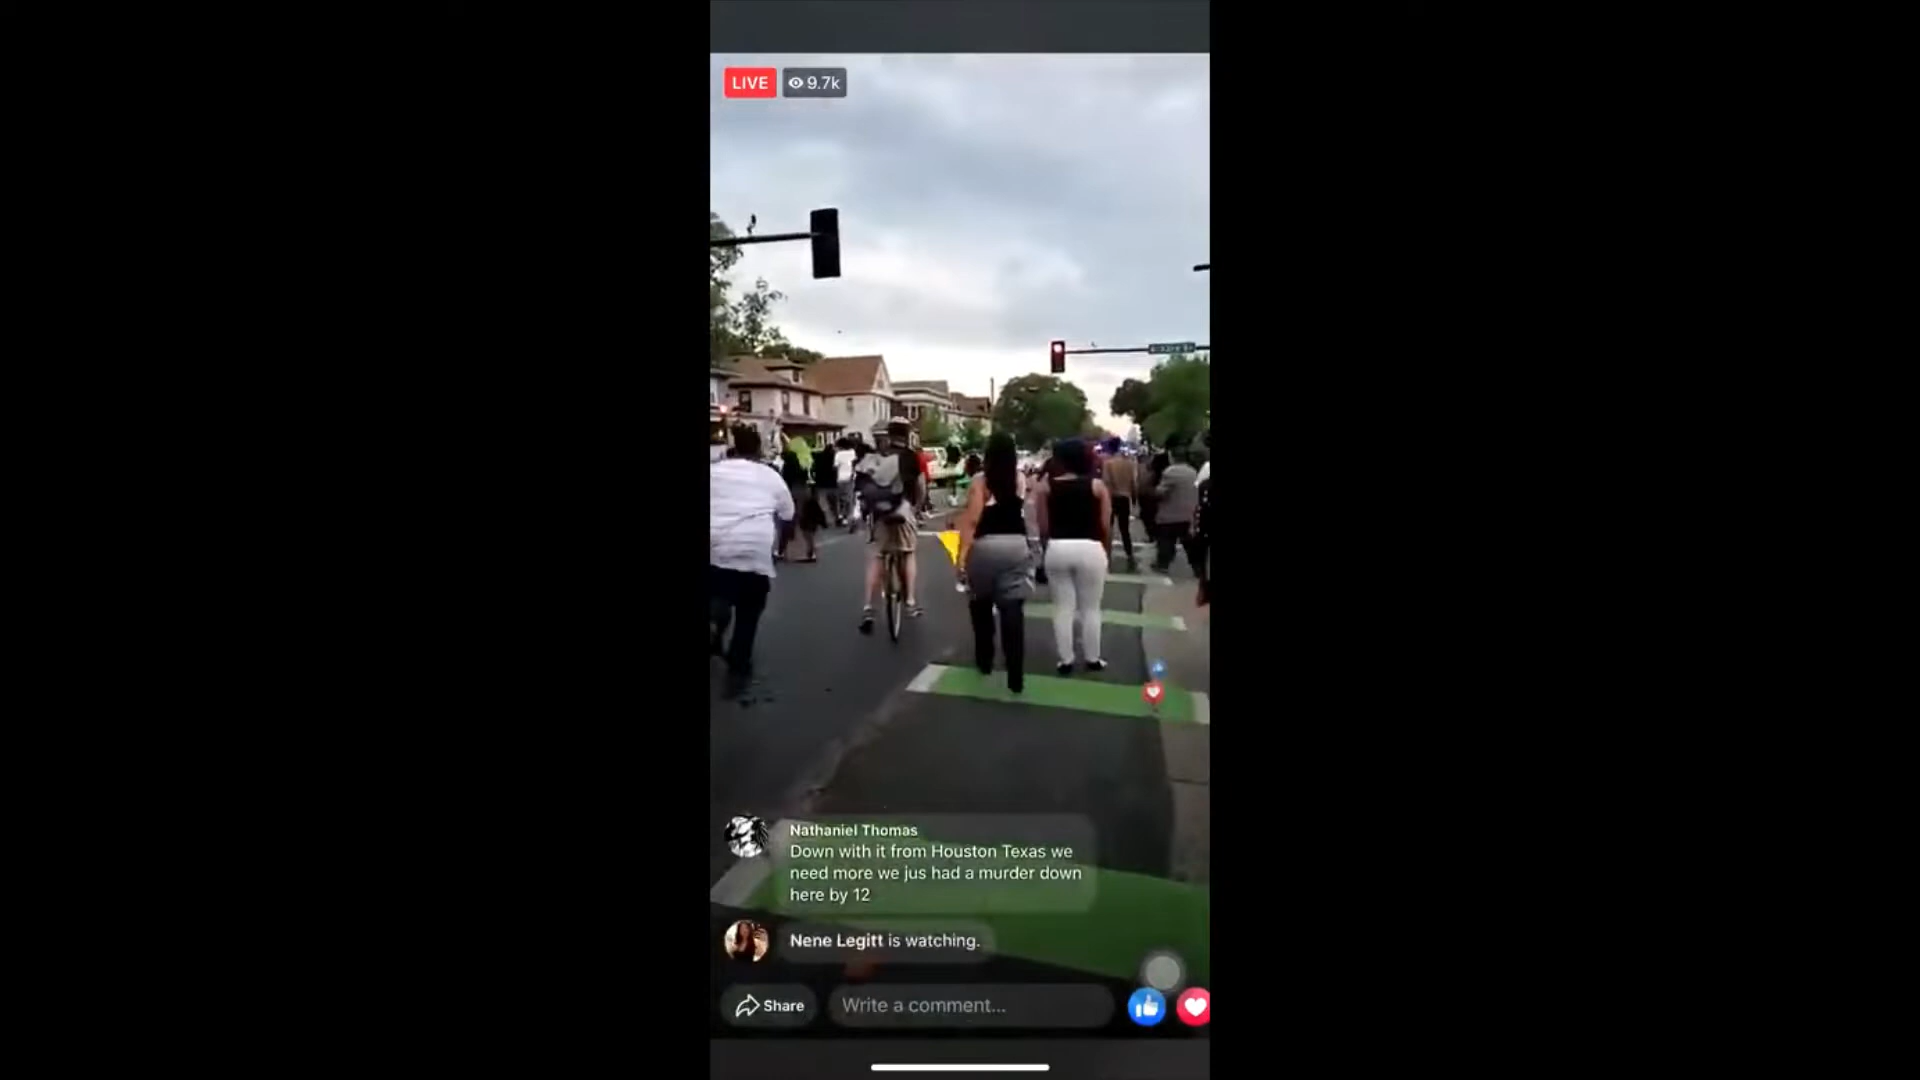 LIVE 9.7k
Nathaniel Thomas
Down with it from Houston Texas we
need more we jus had a murder down
here by 12
Nene Legitt is watching.
Share Write a comment...